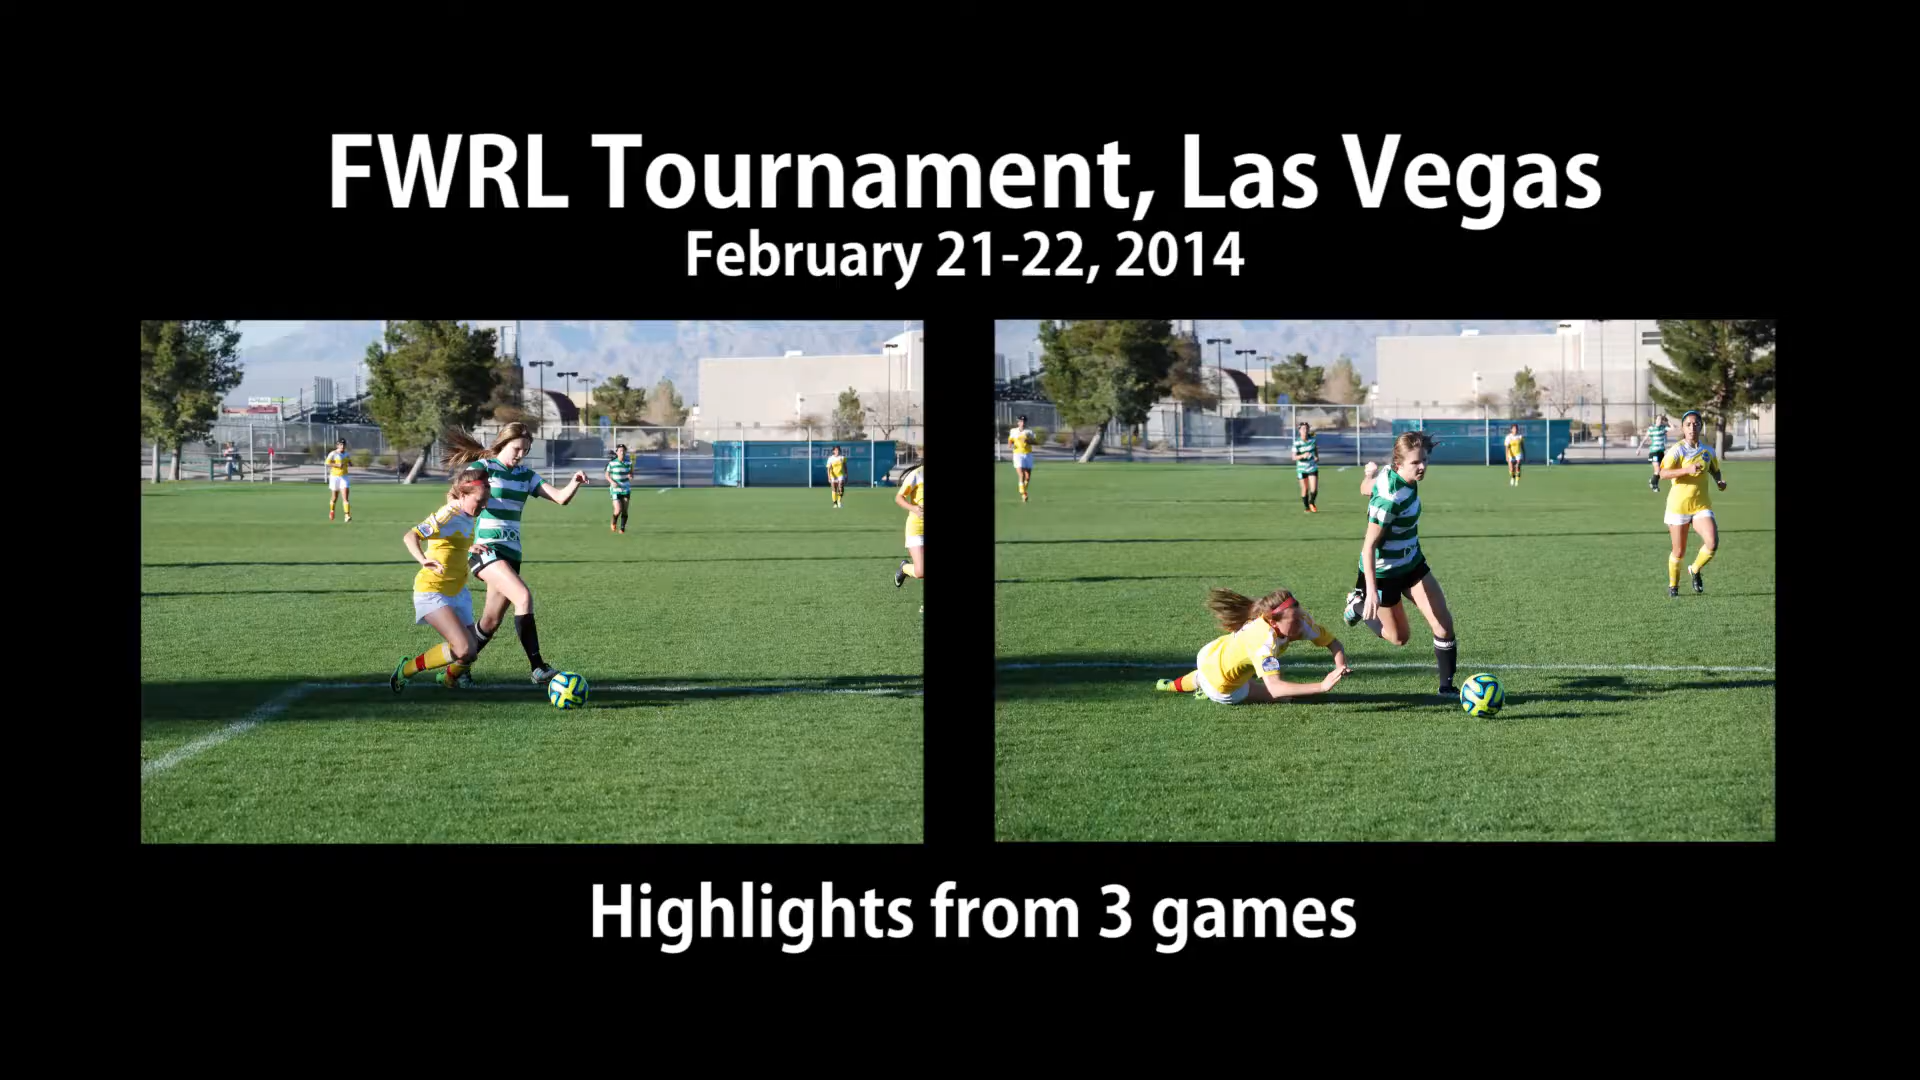 FWRL Tournament, Las Vegas
February 21-22, 2014
Highlights from 3 games